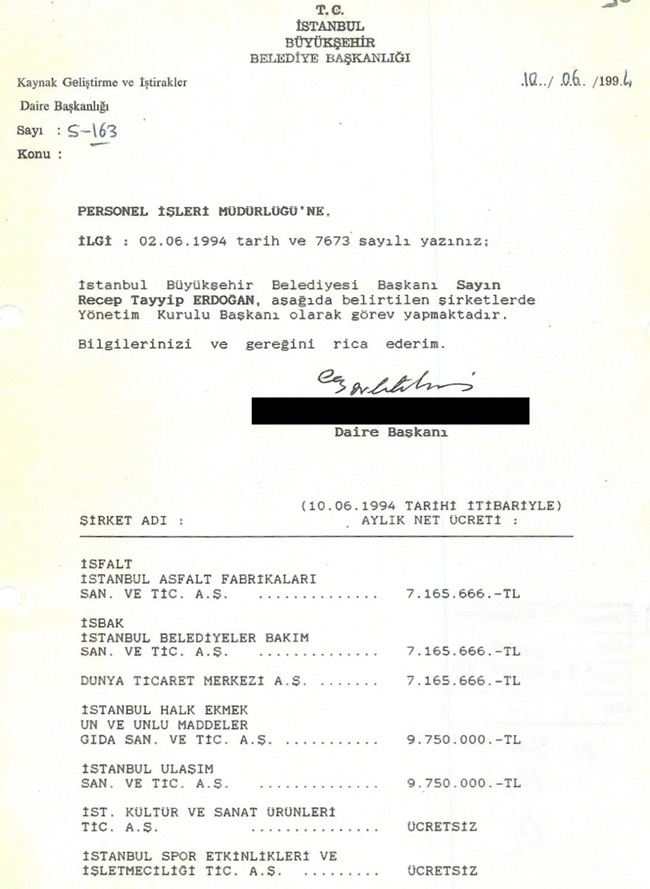 T. C.
İSTANBUL
BÜYÜKŞEHİR
BELEDİYE BAŞKANLIĞI
Kaynak Geliştirme ve İştirakler
Daire Başkanlığı
10../ 06. /1994
Sayı : S-163
Konu :
PERSONEL İŞLERİ MÜDÜRLÜĞÜ'NE,
İLGİ : 02.06.1994 tarih ve 7673 sayılı yazınız;
İstanbul Büyükşehir Belediyesi Başkanı Sayın
Recep Tayyip ERDOĞAN, aşağıda belirtilen şirketlerde
Yönetim Kurulu Başkanı olarak görev yapmaktadır.
Bilgilerinizi ve gereğini rica ederim.
Daire Başkanı
(10.06.1994 TARİHİ İTİBARİYLE)
ŞİRKET ADI : AYLIK NET ÜCRETİ :
İSFALT
İSTANBUL ASFALT FABRİKALARI
SAN. VE TİC. A.Ş. .............. 7.165.666.-TL
İSBAK
İSTANBUL BELEDİYELER BAKIM
SAN. VE TİC. A.Ş. .............. 7.165.666.-TL
DUNYA TİCARET MERKEZİ A.Ş. ....... 7.165.666.-TL
İSTANBUL HALK EKMEK
UN VE UNLU MADDELER
GIDA SAN. VE TİC. A.Ş. ........... 9.750.000.-TL
İSTANBUL ULAŞIM
SAN. VE TİC. A.Ş. .............. 9.750.000.-TL
İST. KÜLTÜR VE SANAT ÜRÜNLERİ
TİC. A.Ş. ............... ÜCRETSİZ
İSTANBUL SPOR ETKİNLİKLERİ VE
İŞLETMECİLİĞİ TİC. A.Ş. ......... ÜCRETSİZ